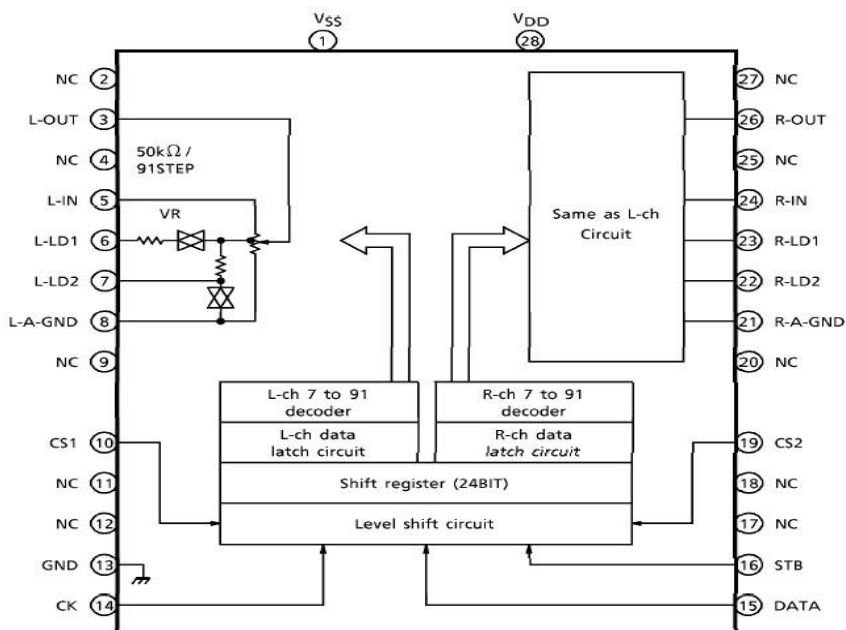 VSS VDD
1 28
NC 2 27 NC
L-OUT 3 26 R-OUT
NC 4 50kΩ / 25 NC
91STEP
L-IN 5 24 R-IN
VR Same as L-ch
Circuit
L-LD1 6 23 R-LD1
L-LD2 7 22 R-LD2
L-A-GND 8 21 R-A-GND
NC 9 20 NC
L-ch 7 to 91
decoder
R-ch 7 to 91
decoder
L-ch data
latch circuit
R-ch data
latch circuit
CS1 10 19 CS2
NC 11 Shift register (24BIT) 18 NC
NC 12 Level shift circuit 17 NC
GND 13 16 STB
CK 14 15 DATA